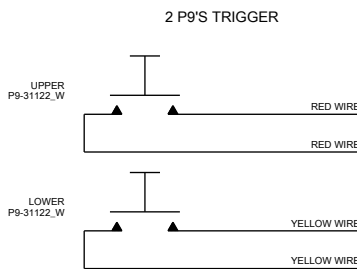 2 P9'S TRIGGER
UPPER
P9-31122_W
RED WIRE
RED WIRE
LOWER
P9-31122_W
YELLOW WIRE
YELLOW WIRE